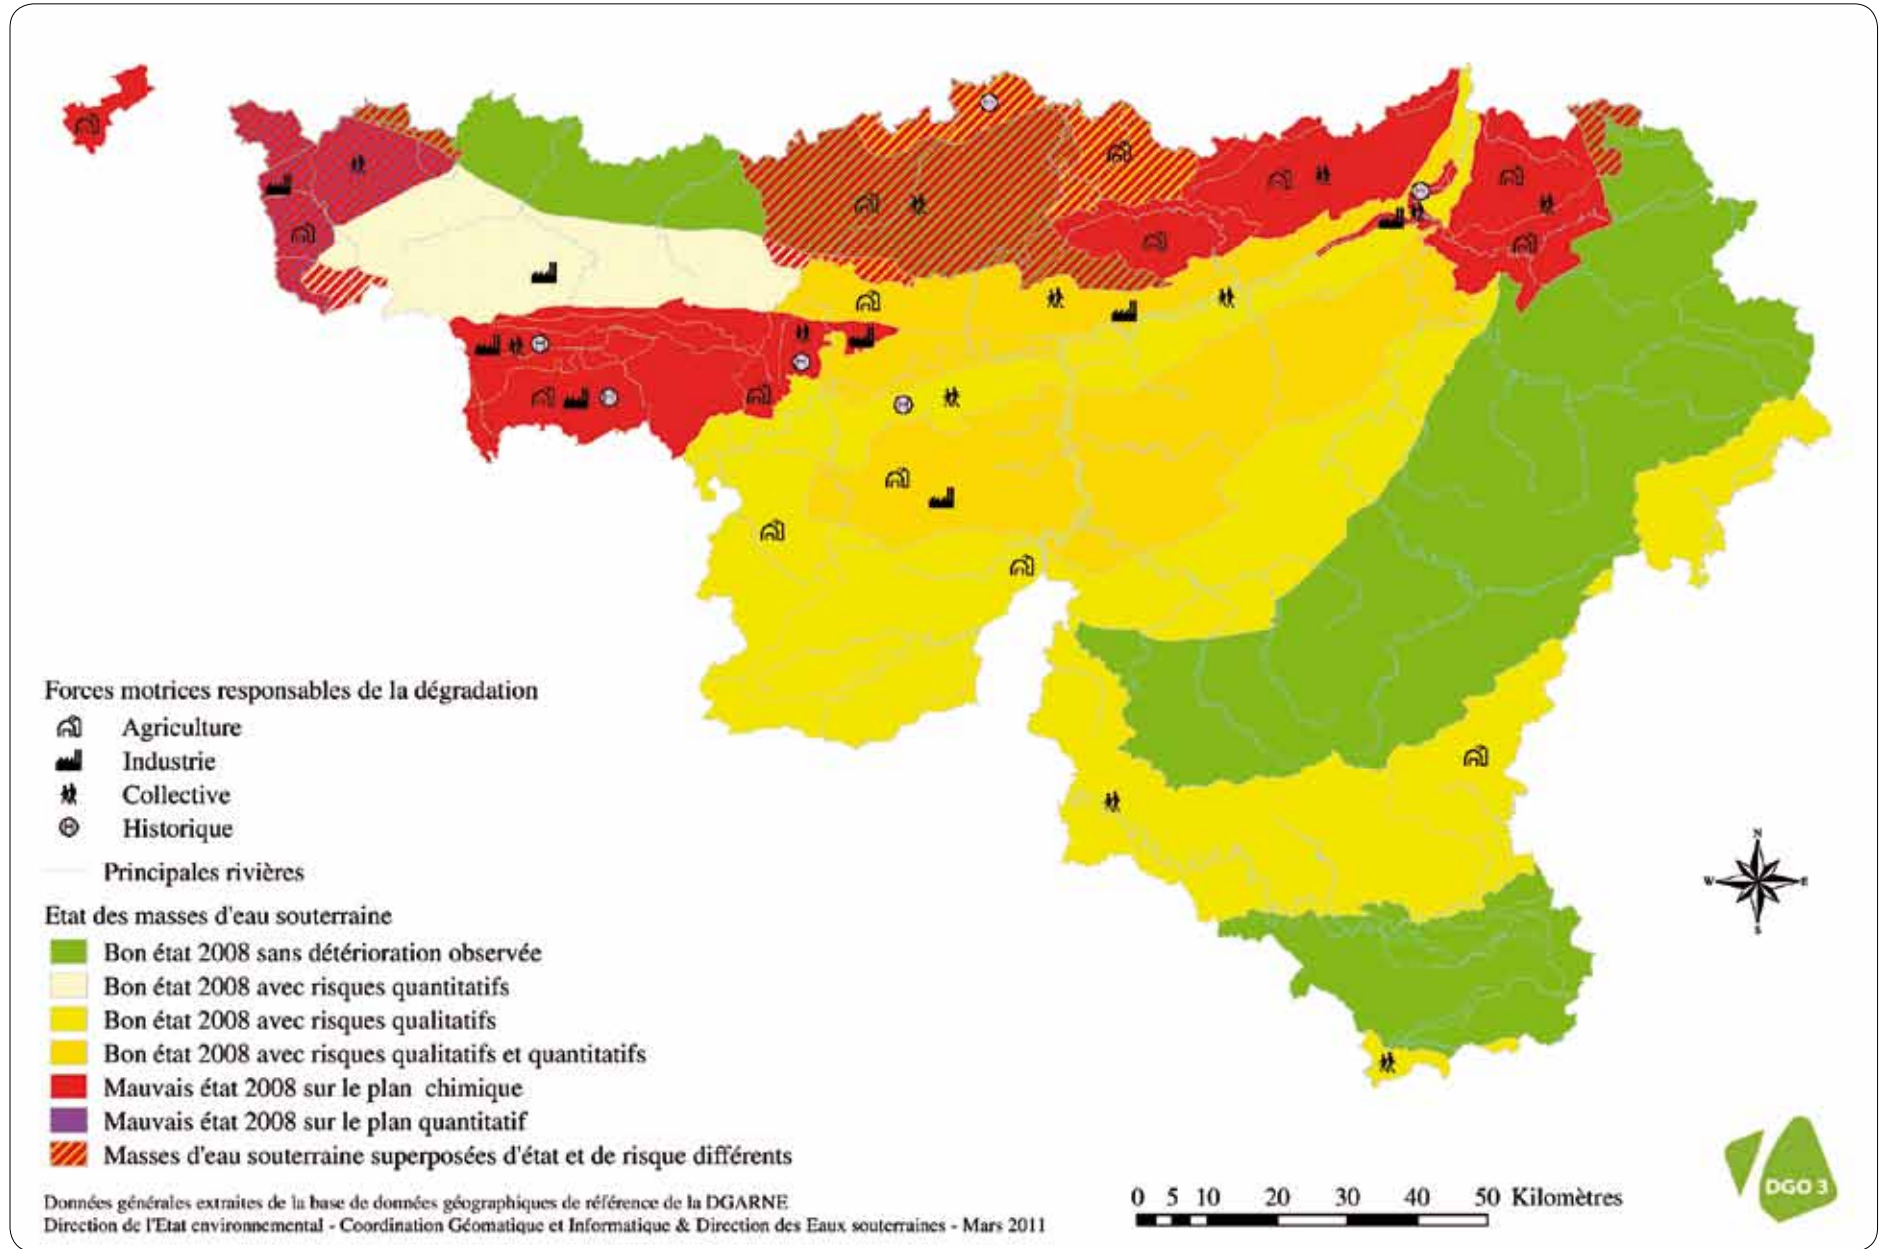 Forces motrices responsables de la dégradation
Agriculture
Industrie
Collective
Historique
Principales rivières
Etat des masses d'eau souterraine
Bon état 2008 sans détérioration observée
Bon état 2008 avec risques quantitatifs
Bon état 2008 avec risques qualitatifs
Bon état 2008 avec risques qualitatifs et quantitatifs
Mauvais état 2008 sur le plan chimique
Mauvais état 2008 sur le plan quantitatif
Masses d'eau souterraine superposées d'état et de risque différents
Données générales extraites de la base de données géographiques de référence de la DGARNE
Direction de l'Etat environnemental - Coordination Géomatique et Informatique & Direction des Eaux souterraines - Mars 2011
N
W E
S
0 5 10 20 30 40 50 Kilomètres
DGO 3